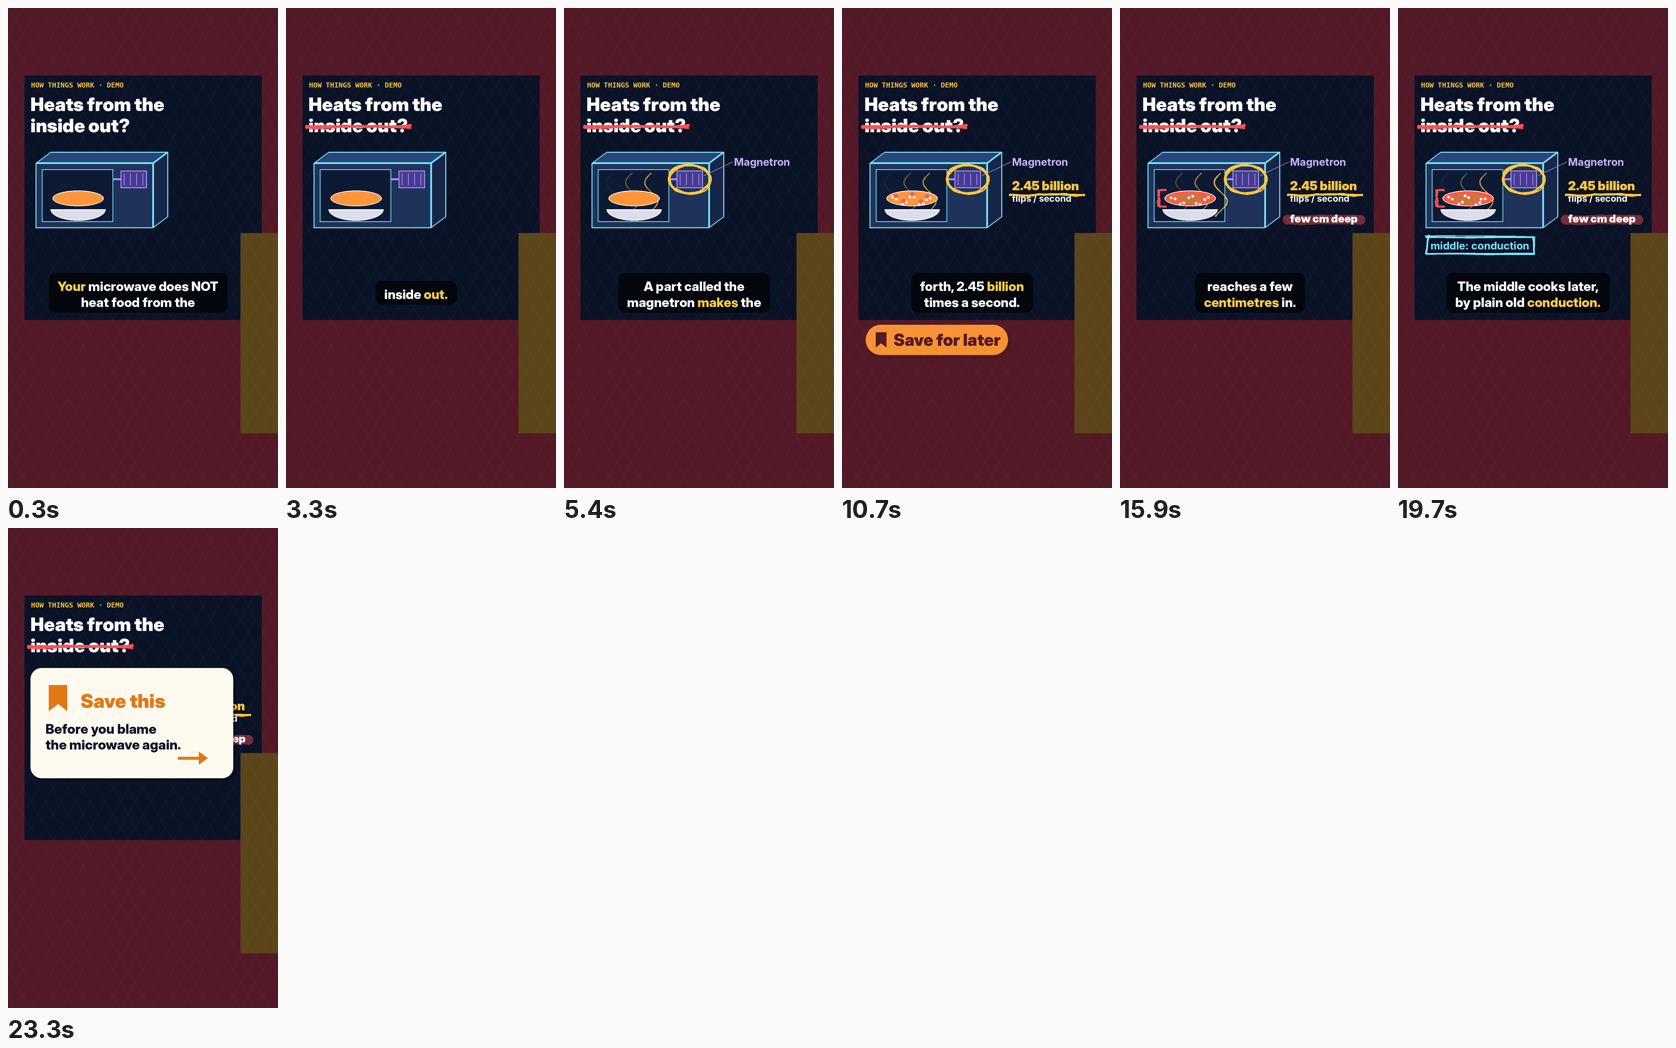 HOW THINGS WORK · DEMO
Heats from the
inside out?
Your microwave does NOT
heat food from the
0.3s
HOW THINGS WORK · DEMO
Heats from the
inside out?
inside out.
3.3s
HOW THINGS WORK · DEMO
Heats from the
inside out?
Magnetron
A part called the
magnetron makes the
5.4s
HOW THINGS WORK · DEMO
Heats from the
inside out?
Magnetron
2.45 billion
flips / second
forth, 2.45 billion
times a second.
Save for later
10.7s
HOW THINGS WORK · DEMO
Heats from the
inside out?
Magnetron
2.45 billion
flips / second
few cm deep
reaches a few
centimetres in.
15.9s
HOW THINGS WORK · DEMO
Heats from the
inside out?
Magnetron
2.45 billion
flips / second
few cm deep
middle: conduction
The middle cooks later,
by plain old conduction.
19.7s
HOW THINGS WORK · DEMO
Heats from the
inside out?
Save this
Before you blame
the microwave again.
on
d
ep
23.3s